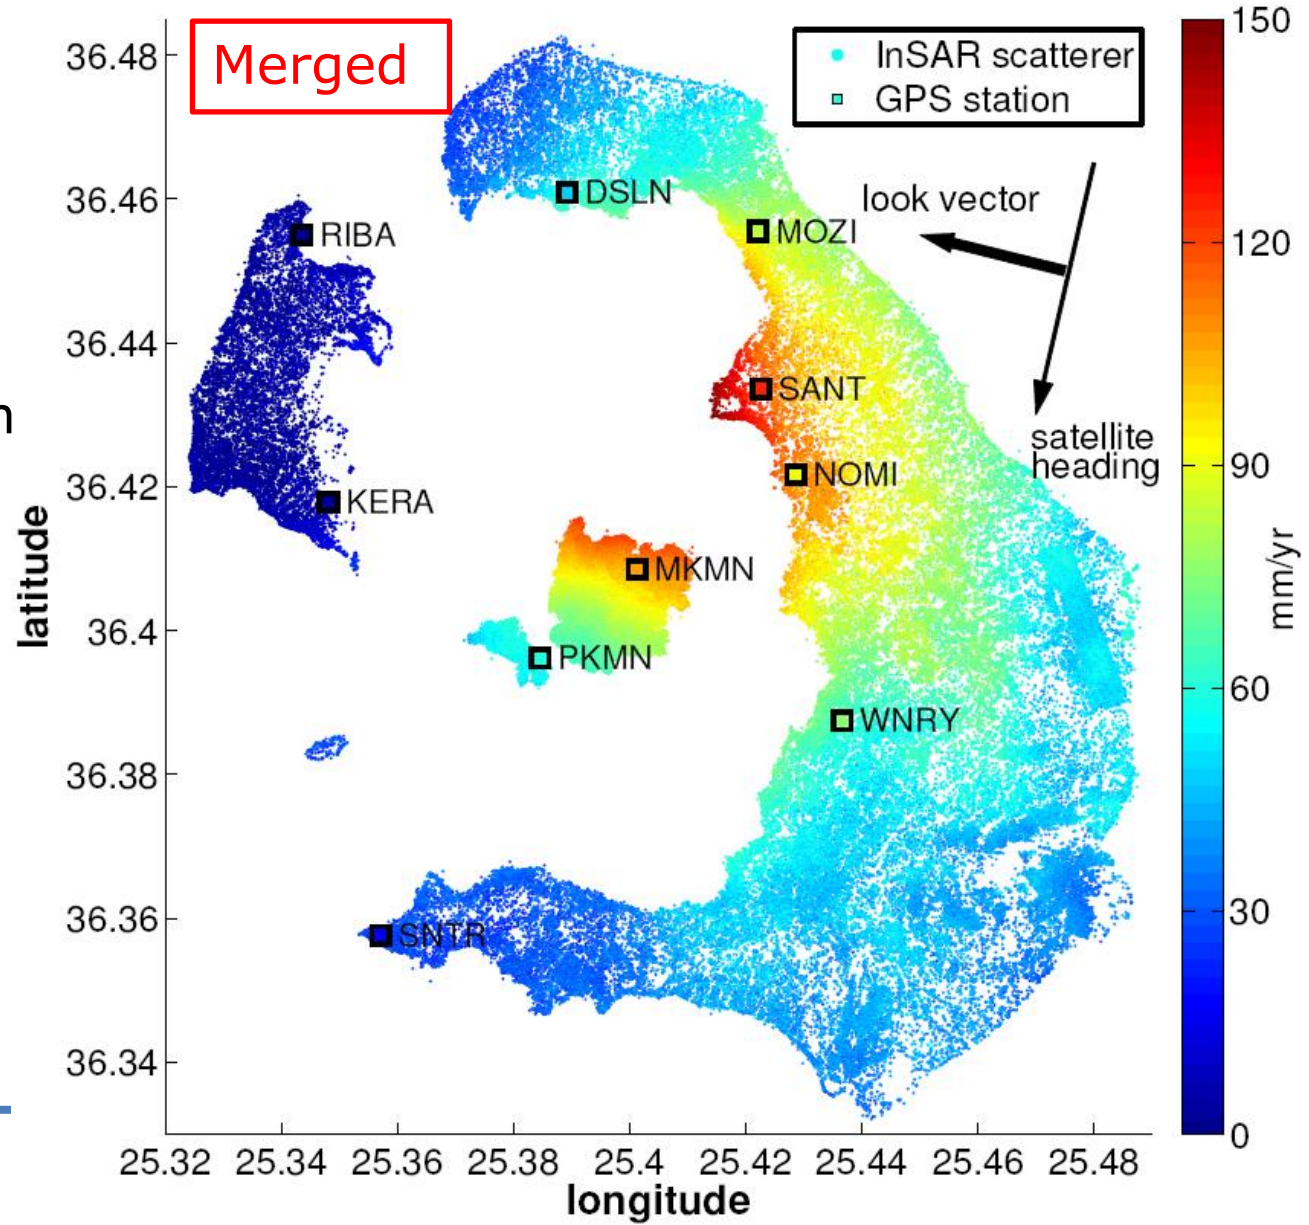 Merged
InSAR scatterer
GPS station
look vector
satellite
heading
DSLN
RIBA
MOZI
SANT
NOMI
KERA
MKMN
PKMN
WNRY
SNTR
n
latitude
36.48
36.46
36.44
36.42
36.4
36.38
36.36
36.34
25.32 25.34 25.36 25.38 25.4 25.42 25.44 25.46 25.48
longitude
150
120
90
60
30
0
mm/yr